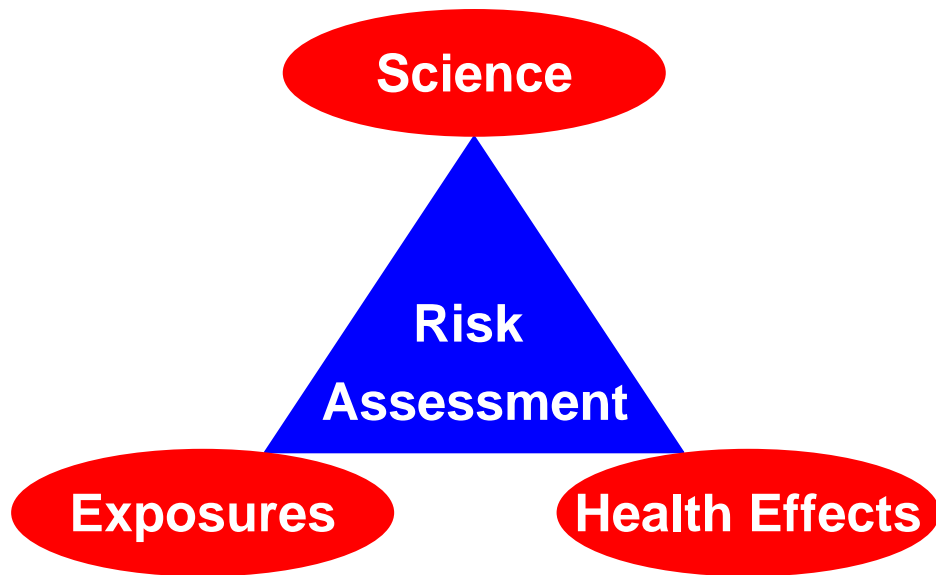 Science
Risk
Assessment
Exposures
Health Effects